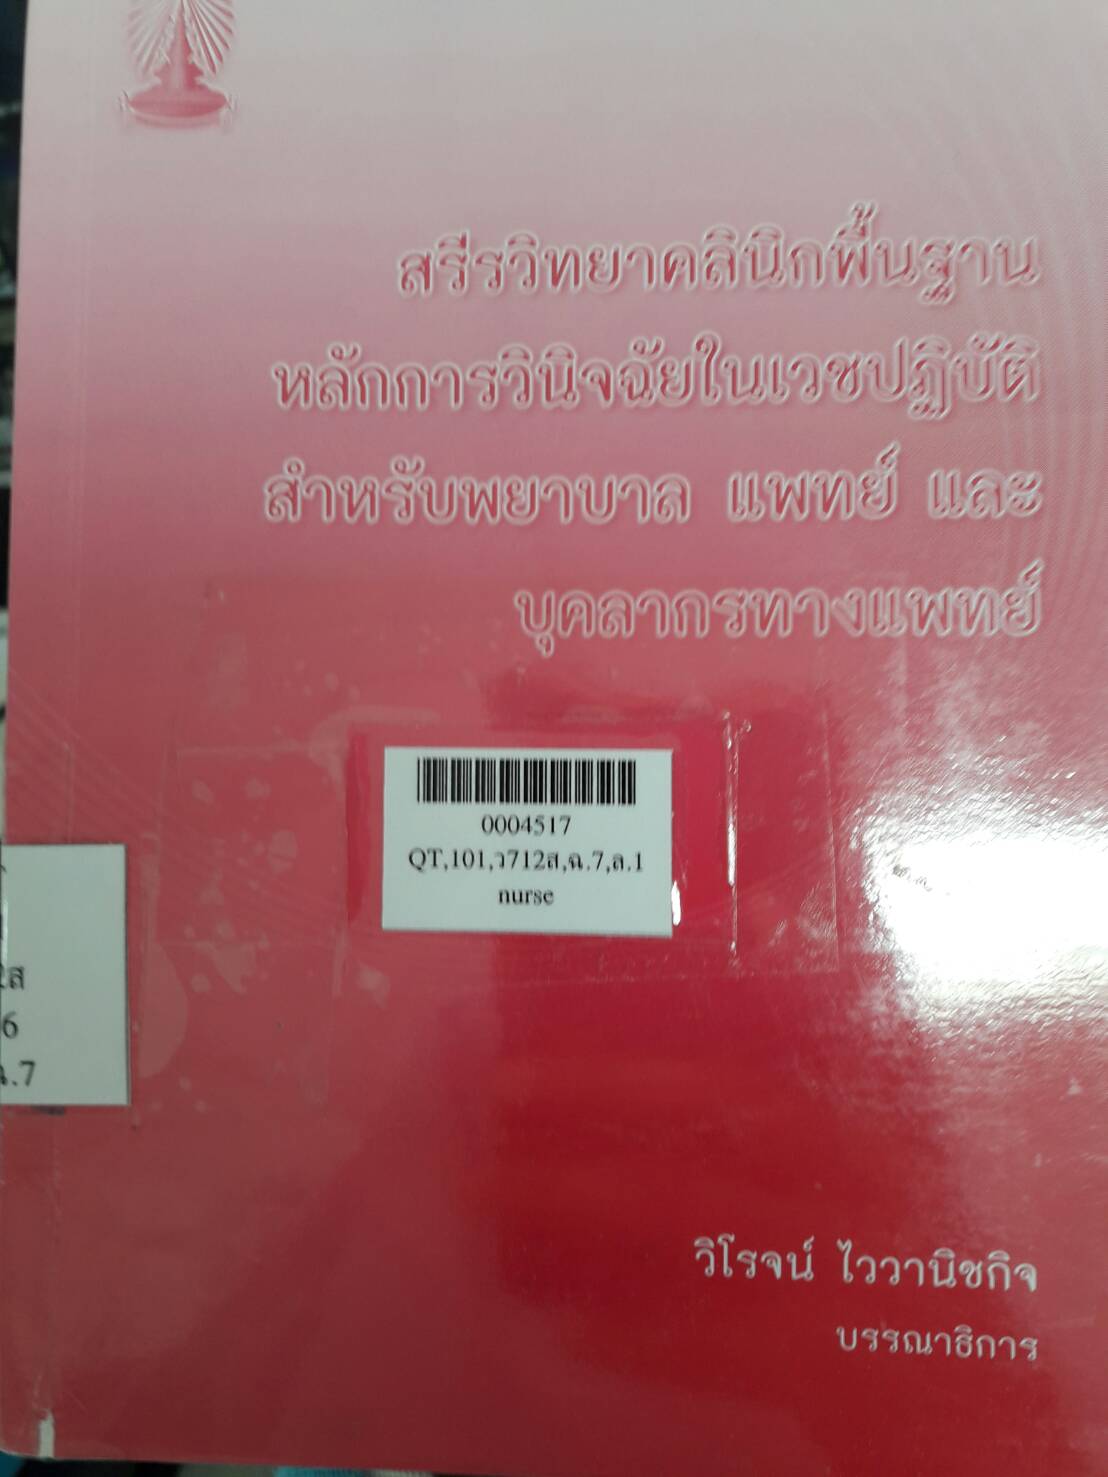 สรีรวิทยาคลินิกพื้นฐาน
หลักการวินิจฉัยในเวชปฏิบัติ
สำหรับพยาบาล แพทย์ และ
บุคลากรทางแพทย์
0004517
QT,101,ว712ส,ฉ.7,ล.1
nurse
2ส
6
ฉ.7
วิโรจน์ ไววานิชกิจ
บรรณาธิการ